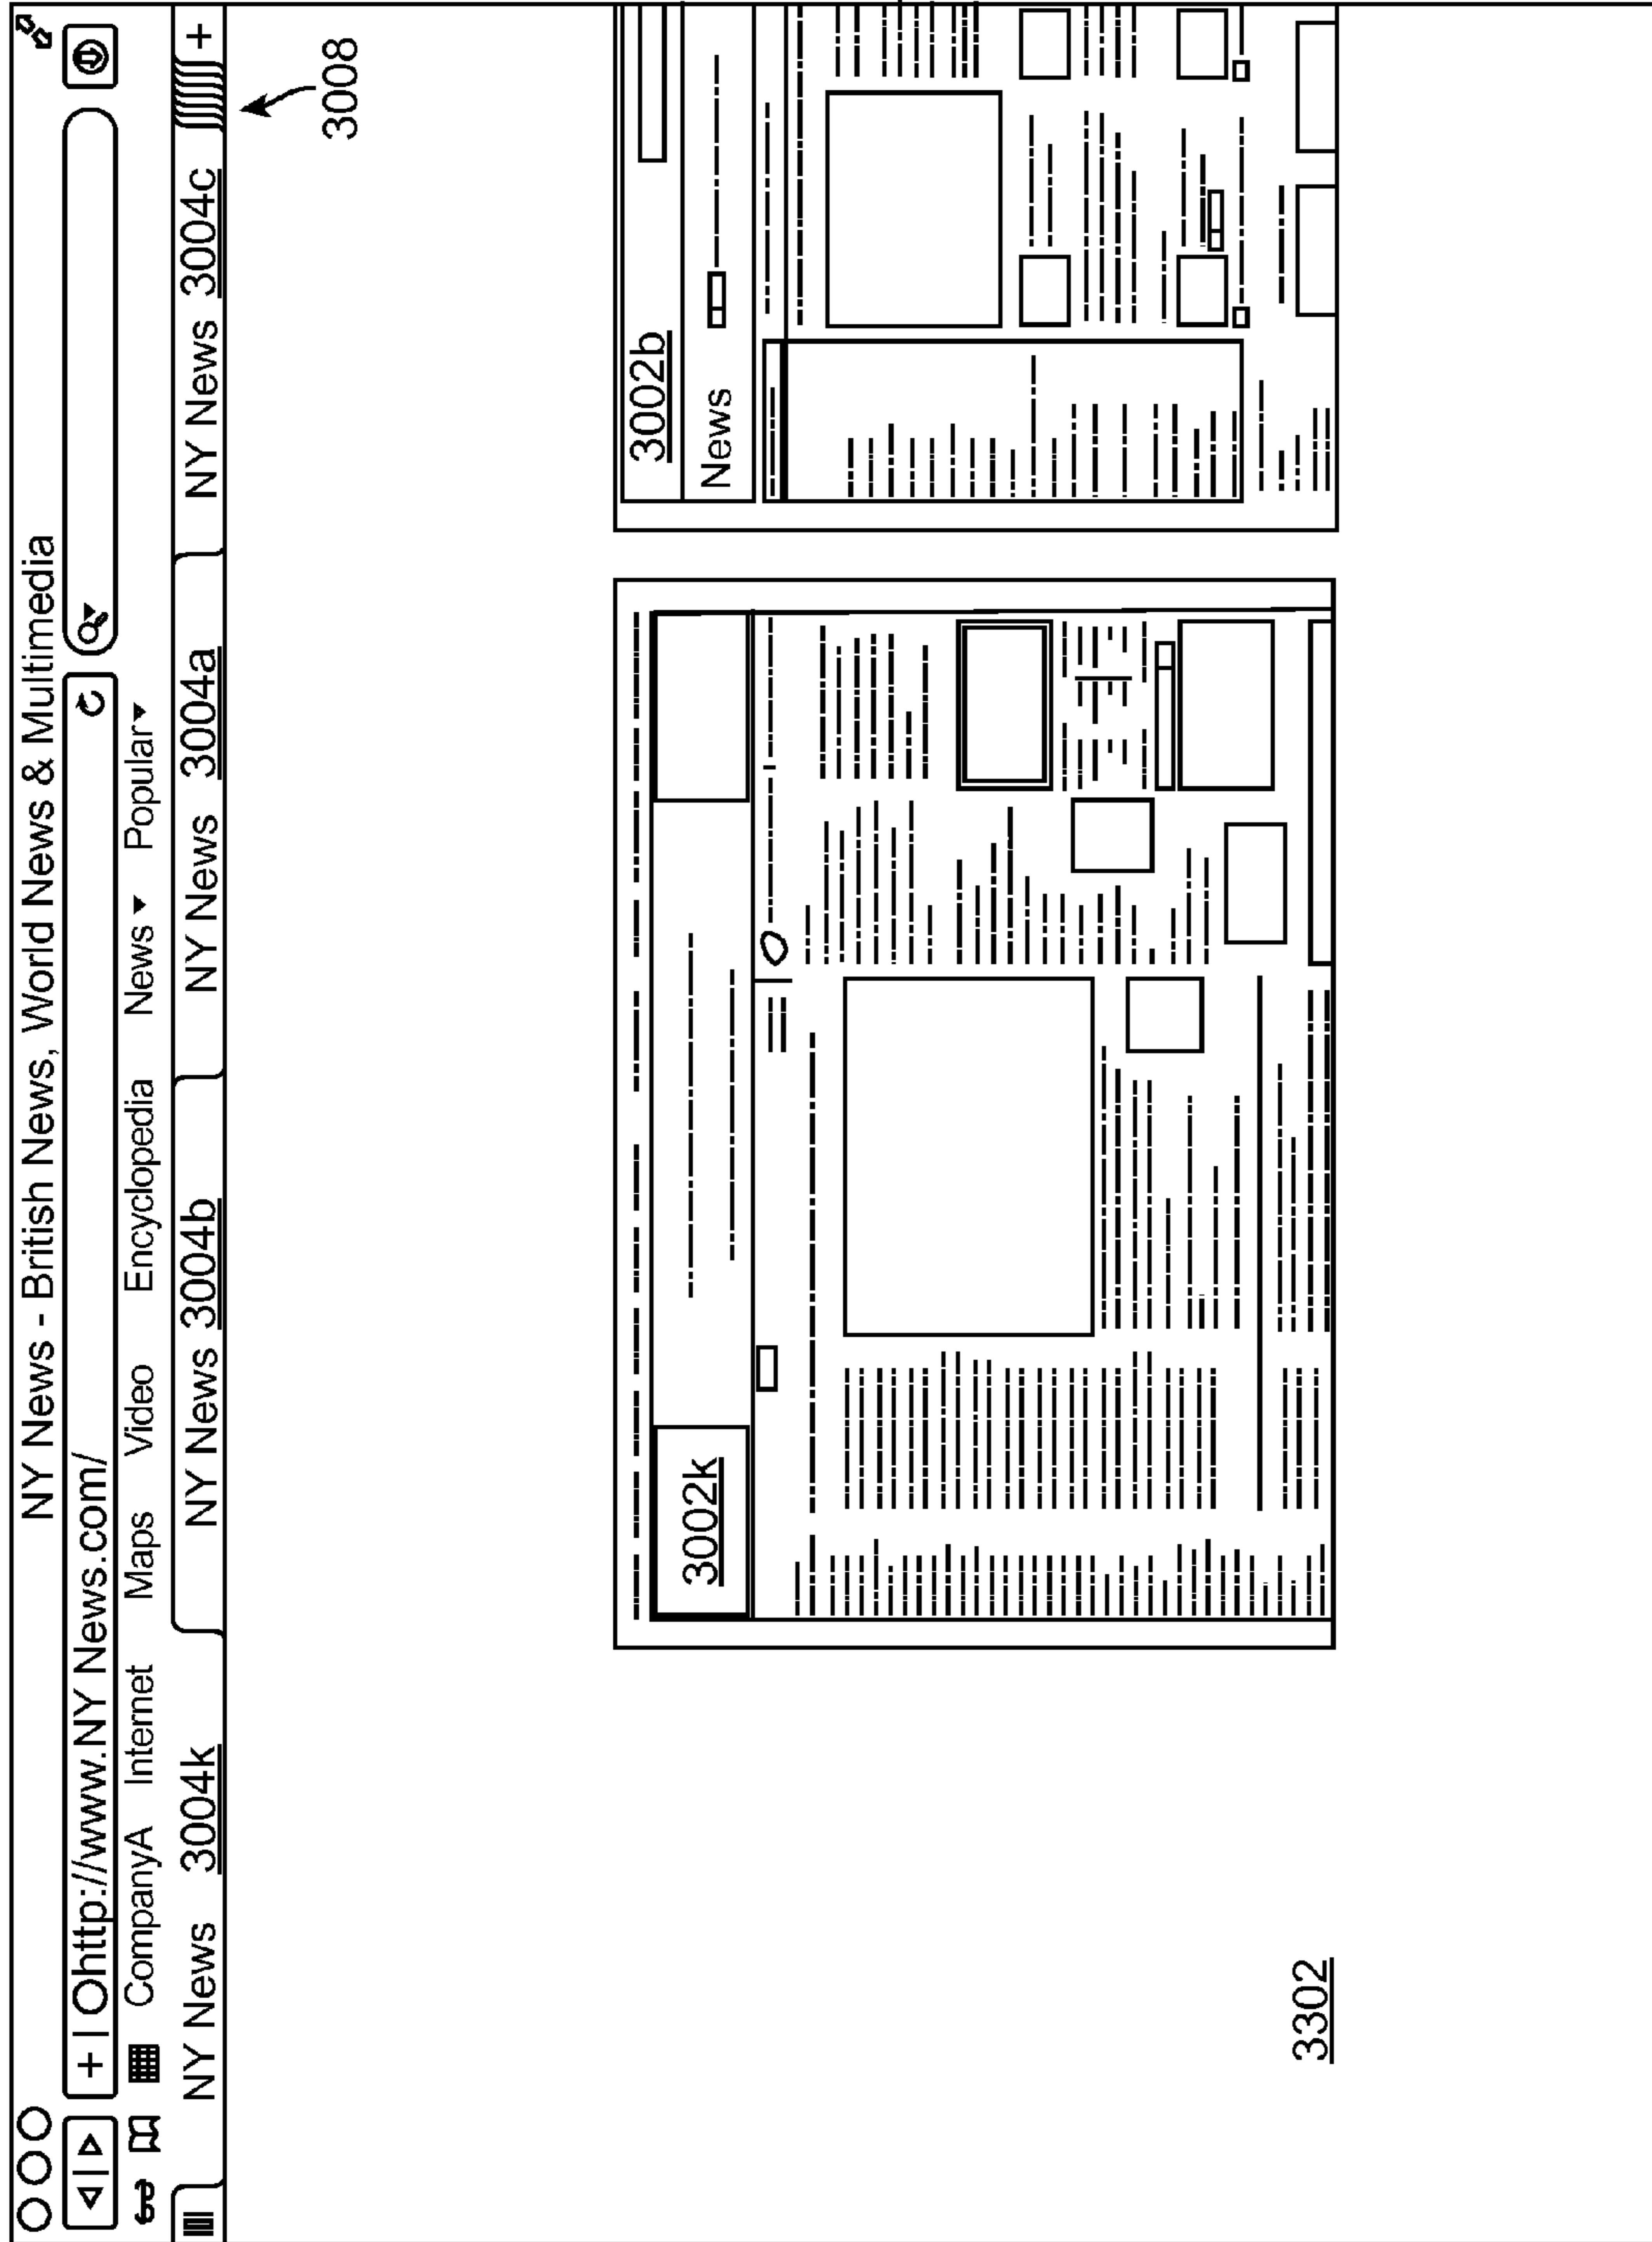 NY News - British News, World News & Multimedia
+ | http://www.NY News.com/
CompanyA Internet Maps Video Encyclopedia News ▾ Popular ▾
NY News 3004k NY News 3004b NY News 3004a NY News 3004c +
3008
3002k
3002b
News
3302